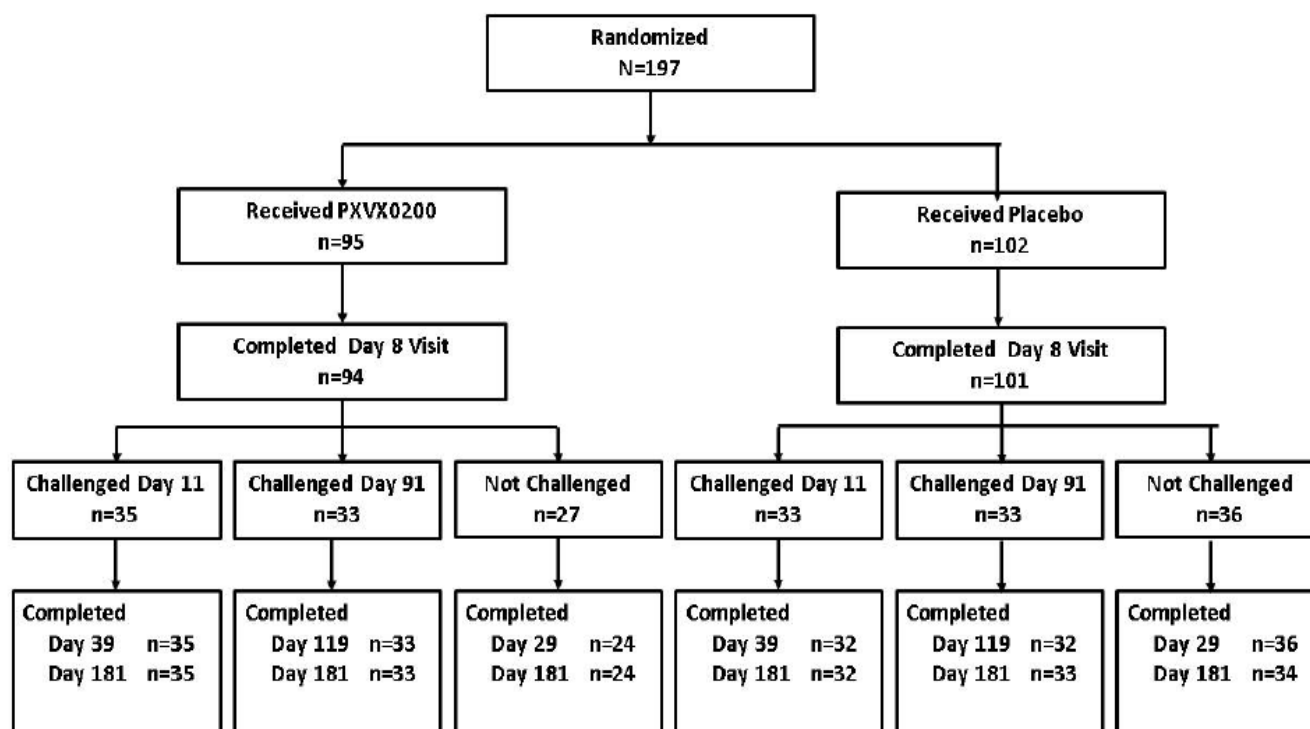 Randomized
N=197
Received PXVX0200
n=95
Received Placebo
n=102
Completed Day 8 Visit
n=94
Completed Day 8 Visit
n=101
Challenged Day 11
n=35
Challenged Day 91
n=33
Not Challenged
n=27
Challenged Day 11
n=33
Challenged Day 91
n=33
Not Challenged
n=36
Completed
Day 39 n=35
Day 181 n=35
Completed
Day 119 n=33
Day 181 n=33
Completed
Day 29 n=24
Day 181 n=24
Completed
Day 39 n=32
Day 181 n=32
Completed
Day 119 n=32
Day 181 n=33
Completed
Day 29 n=36
Day 181 n=34